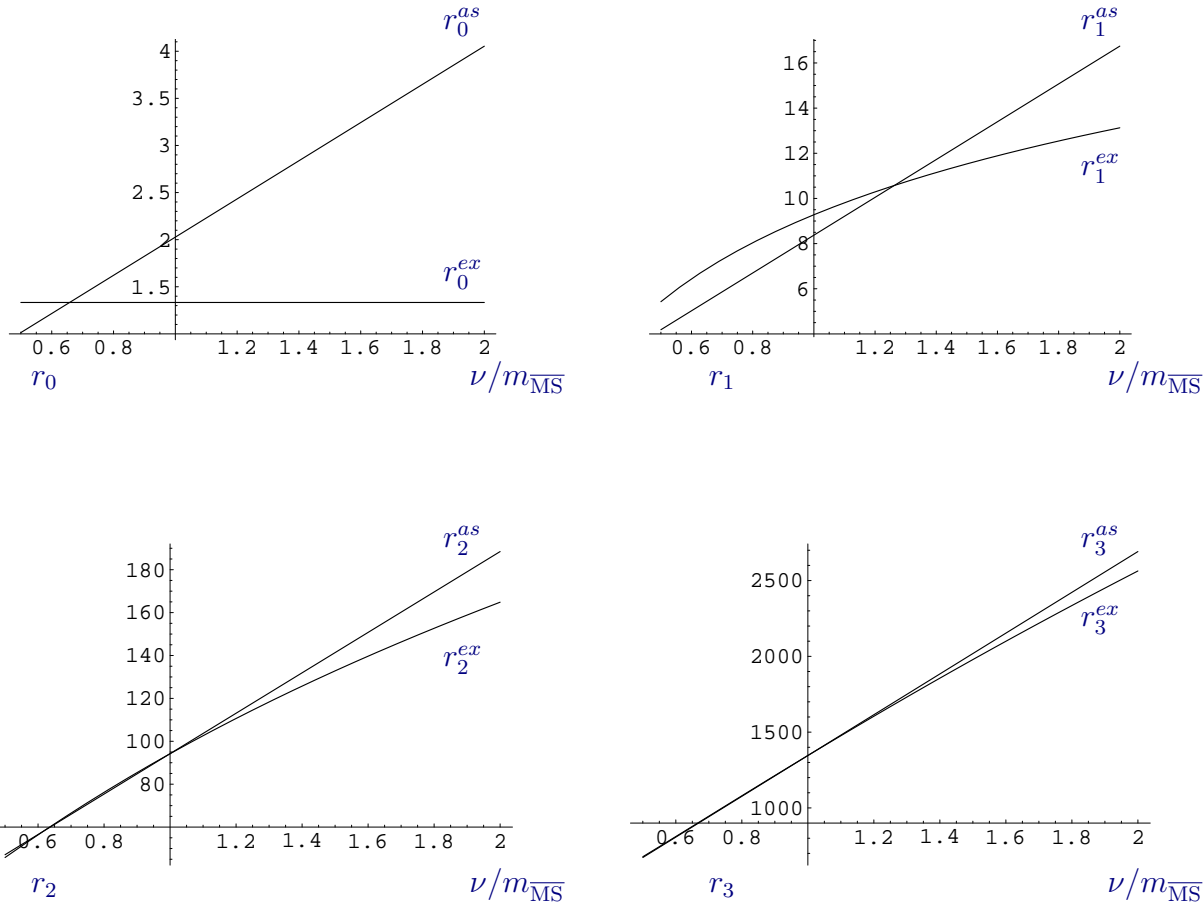 r_0^{as}
4
3.5
3
2.5
2
r_0^{ex}
1.5
0.6 0.8 1.2 1.4 1.6 1.8 2
r_0 ν/m_{\overline{MS}}
r_1^{as}
16
14
12
r_1^{ex}
10
8
6
0.6 0.8 1.2 1.4 1.6 1.8 2
r_1 ν/m_{\overline{MS}}
r_2^{as}
180
160
140
r_2^{ex}
120
100
80
0.6 0.8 1.2 1.4 1.6 1.8 2
r_2 ν/m_{\overline{MS}}
r_3^{as}
2500
r_3^{ex}
2000
1500
1000
0.6 0.8 1.2 1.4 1.6 1.8 2
r_3 ν/m_{\overline{MS}}